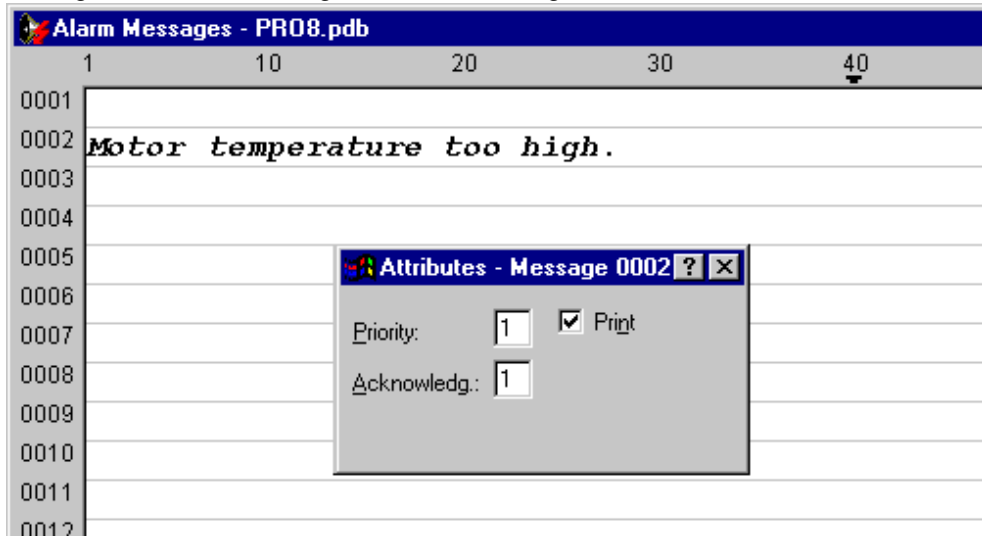 Alarm Messages - PRO8.pdb
1 10 20 30 40
0001
0002 Motor temperature too high.
0003
0004
0005
Attributes - Message 0002 ? X
0006
0007
Priority: 1 Print
0008
Acknowledg.: 1
0009
0010
0011
0012